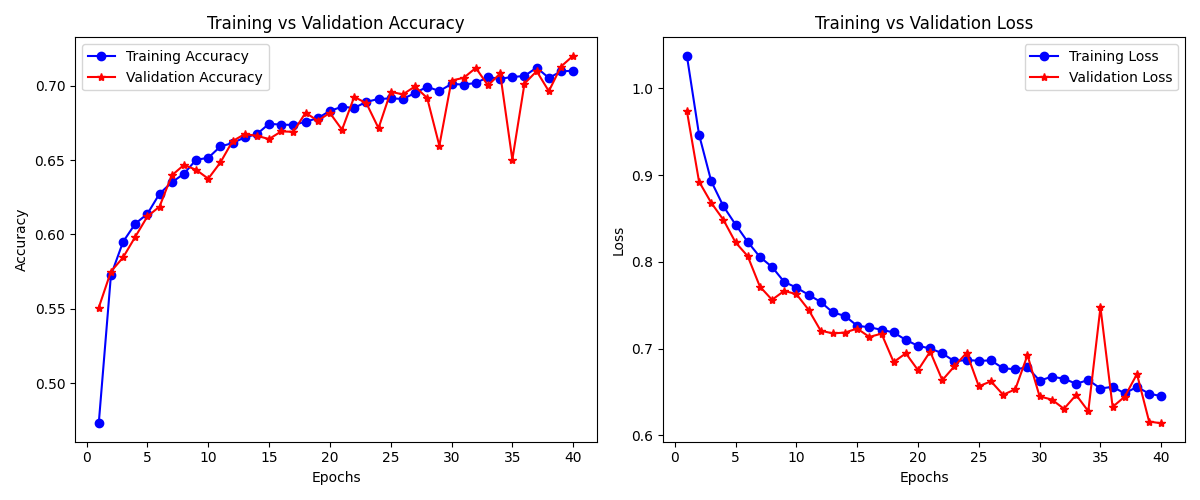 Training vs Validation Accuracy
Training Accuracy
Validation Accuracy
Accuracy
0.70
0.65
0.60
0.55
0.50
0 5 10 15 20 25 30 35 40
Epochs
Training vs Validation Loss
Training Loss
Validation Loss
Loss
1.0
0.9
0.8
0.7
0.6
0 5 10 15 20 25 30 35 40
Epochs